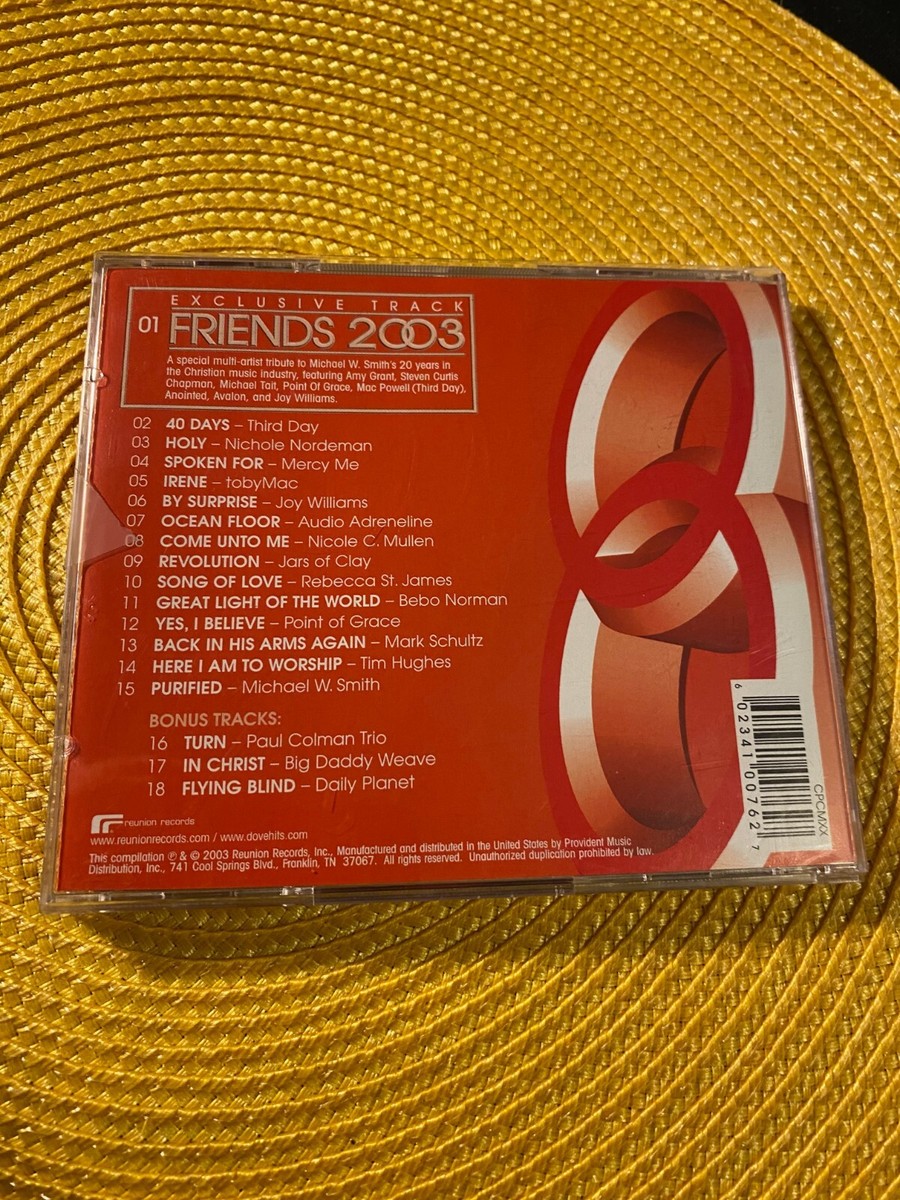 EXCLUSIVE TRACK
01 FRIENDS 2003
A special multi-artist tribute to Michael W. Smith's 20 years in
the Christian music industry, featuring Amy Grant, Steven Curtis
Chapman, Michael Tait, Point Of Grace, Mac Powell (Third Day),
Anointed, Avalon, and Joy Williams.
02 40 DAYS – Third Day
03 HOLY – Nichole Nordeman
04 SPOKEN FOR – Mercy Me
05 IRENE – tobyMac
06 BY SURPRISE – Joy Williams
07 OCEAN FLOOR – Audio Adreneline
08 COME UNTO ME – Nicole C. Mullen
09 REVOLUTION – Jars of Clay
10 SONG OF LOVE – Rebecca St. James
11 GREAT LIGHT OF THE WORLD – Bebo Norman
12 YES, I BELIEVE – Point of Grace
13 BACK IN HIS ARMS AGAIN – Mark Schultz
14 HERE I AM TO WORSHIP – Tim Hughes
15 PURIFIED – Michael W. Smith
BONUS TRACKS:
16 TURN – Paul Colman Trio
17 IN CHRIST – Big Daddy Weave
18 FLYING BLIND – Daily Planet
reunion records
www.reunionrecords.com / www.dovehits.com
This compilation ℗ & © 2003 Reunion Records, Inc., Manufactured and distributed in the United States by Provident Music
Distribution, Inc., 741 Cool Springs Blvd., Franklin, TN 37067. All rights reserved. Unauthorized duplication prohibited by law.
6 02341 00762 7
CPCMXX